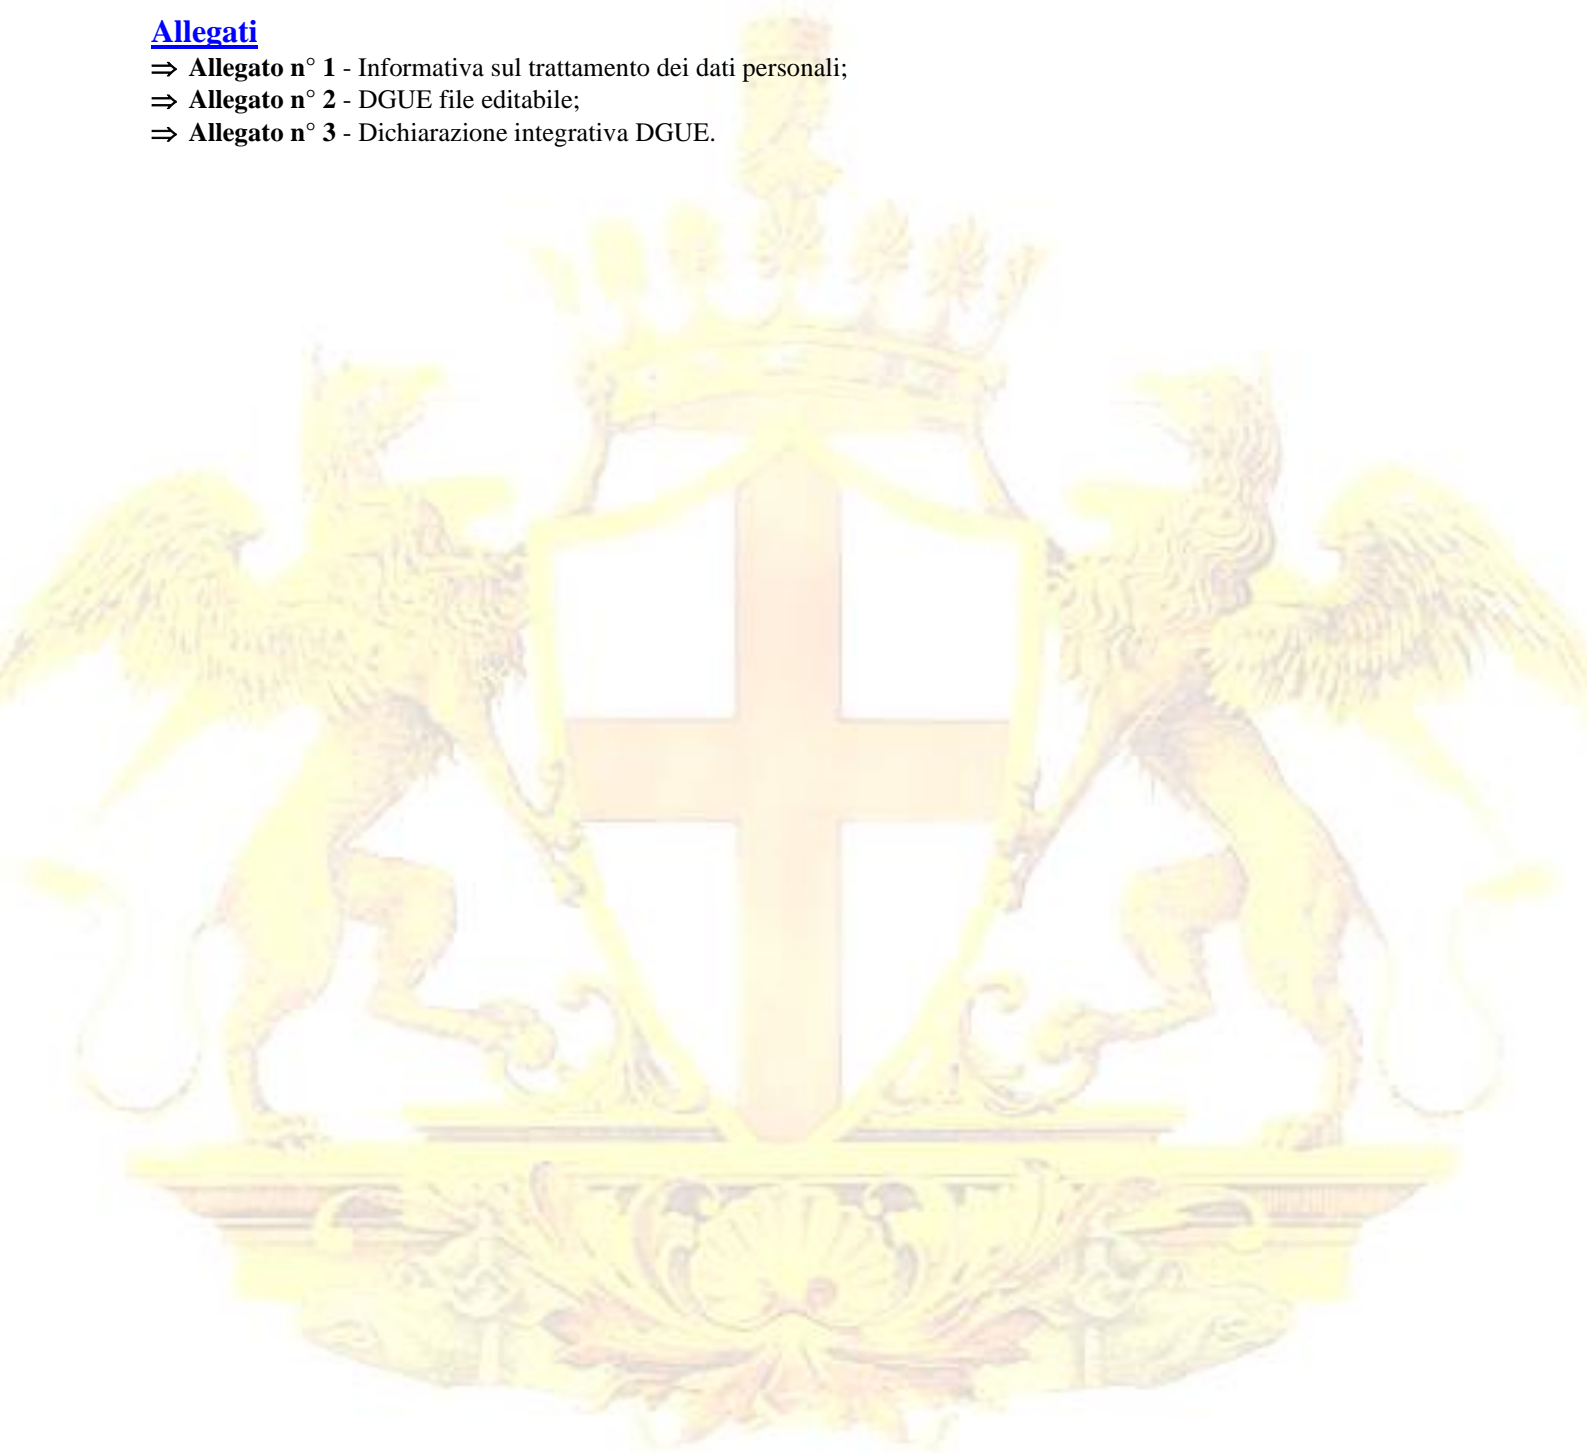 Allegati
⇒ Allegato n° 1 - Informativa sul trattamento dei dati personali;
⇒ Allegato n° 2 - DGUE file editabile;
⇒ Allegato n° 3 - Dichiarazione integrativa DGUE.